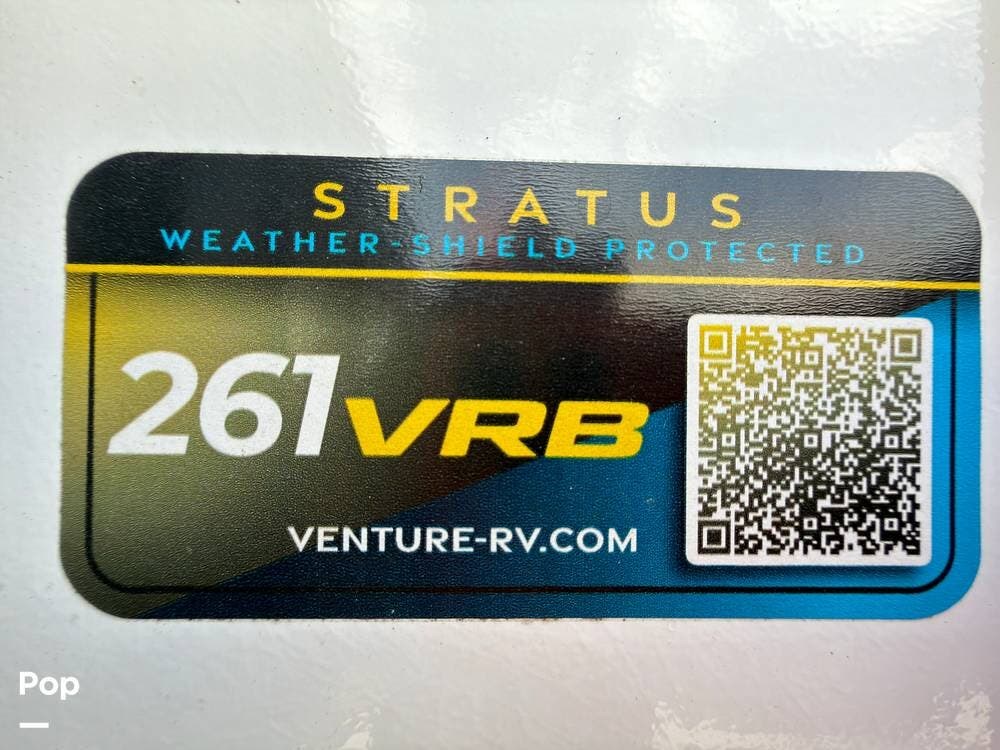 STRATUS
WEATHER-SHIELD PROTECTED
261VRB
VENTURE-RV.COM
Pop